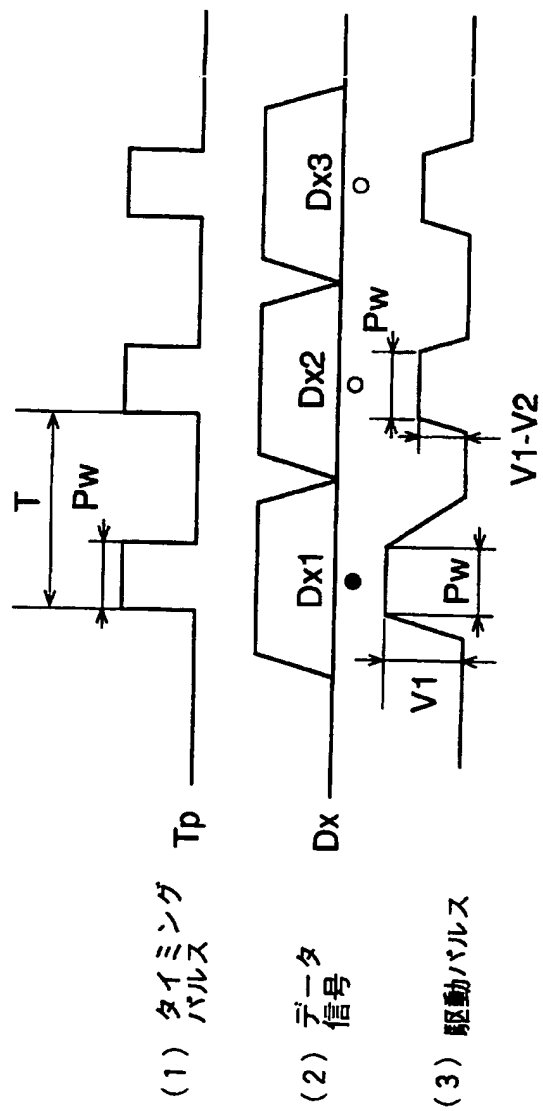 (1) タイミング
パルス
Tp
T
Pw
(2) データ
信号
Dx
Dx1
Dx2
Dx3
(3) 駆動パルス
V1
Pw
V1-V2
Pw